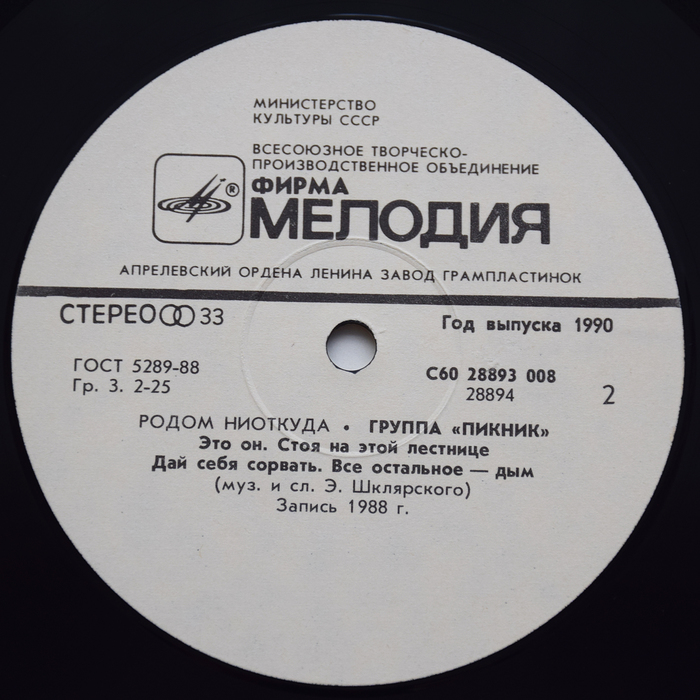 МИНИСТЕРСТВО
КУЛЬТУРЫ СССР
ВСЕСОЮЗНОЕ ТВОРЧЕСКО-
ПРОИЗВОДСТВЕННОЕ ОБЪЕДИНЕНИЕ
®
ФИРМА
МЕЛОДИЯ
АПРЕЛЕВСКИЙ ОРДЕНА ЛЕНИНА ЗАВОД ГРАМПЛАСТИНОК
СТЕРЕО 33
Год выпуска 1990
ГОСТ 5289-88
Гр. 3. 2-25
С60 28893 008
28894
2
РОДОМ НИОТКУДА • ГРУППА «ПИКНИК»
Это он. Стоя на этой лестнице
Дай себя сорвать. Все остальное — дым
(муз. и сл. Э. Шклярского)
Запись 1988 г.